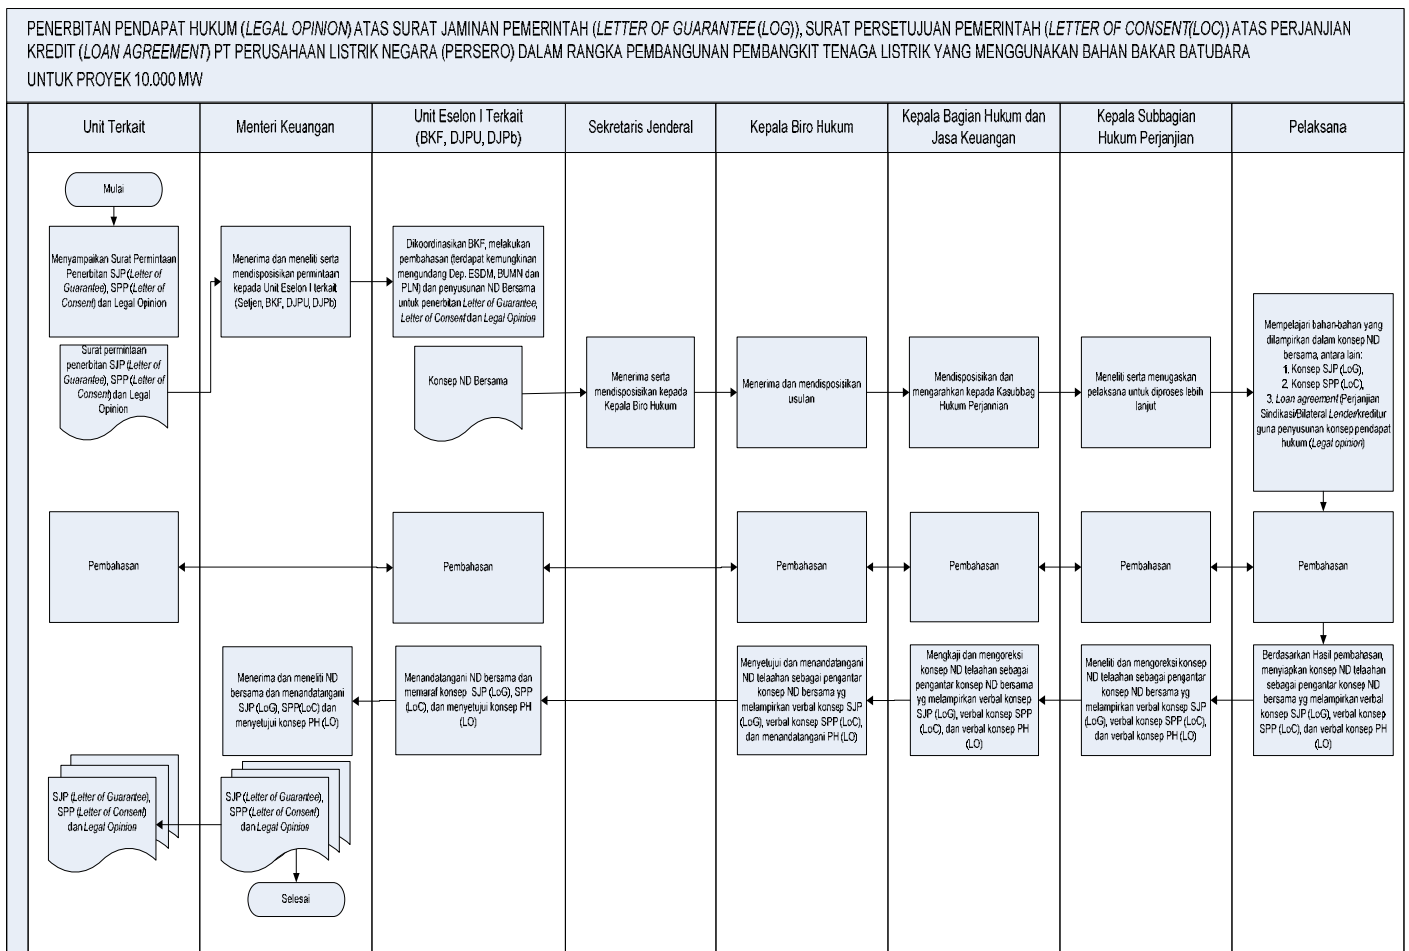 PENERBITAN PENDAPAT HUKUM (LEGAL OPINION) ATAS SURAT JAMINAN PEMERINTAH (LETTER OF GUARANTEE (LOG)), SURAT PERSETUJUAN PEMERINTAH (LETTER OF CONSENT(LOC)) ATAS PERJANJIAN
KREDIT (LOAN AGREEMENT) PT PERUSAHAAN LISTRIK NEGARA (PERSERO) DALAM RANGKA PEMBANGUNAN PEMBANGKIT TENAGA LISTRIK YANG MENGGUNAKAN BAHAN BAKAR BATUBARA
UNTUK PROYEK 10.000 MW
Unit Terkait
Menteri Keuangan
Unit Eselon I Terkait
(BKF, DJPU, DJPb)
Sekretaris Jenderal
Kepala Biro Hukum
Kepala Bagian Hukum dan
Jasa Keuangan
Kepala Subbagian
Hukum Perjanjian
Pelaksana
Mulai
Menyampaikan Surat Permintaan
Penerbitan SJP (Letter of
Guarantee), SPP (Letter of
Consent) dan Legal Opinion
Surat permintaan
penerbitan SJP (Letter of
Guarantee), SPP (Letter of
Consent) dan Legal
Opinion
Menerima dan meneliti serta
mendisposisikan permintaan
kepada Unit Eselon I terkait
(Setjen, BKF, DJPU, DJPb)
Dikoordinasikan BKF, melakukan
pembahasan (terdapat kemungkinan
mengundang Dep. ESDM, BUMN dan
PLN) dan penyusunan ND Bersama
untuk penerbitan Letter of Guarantee,
Letter of Consent dan Legal Opinion
Konsep ND Bersama
Menerima serta
mendisposisikan kepada
Kepala Biro Hukum
Menerima dan mendisposisikan
usulan
Mendisposisikan dan
mengarahkan kepada Kasubbag
Hukum Perjannian
Meneliti serta menugaskan
pelaksana untuk diproses lebih
lanjut
Mempelajari bahan-bahan yang
dilampirkan dalam konsep ND
bersama, antara lain:
1. Konsep SJP (LoG),
2. Konsep SPP (LoC),
3. Loan agreement (Perjanjian
Sindikasi/Bilateral Lender/kreditur
guna penyusunan konsep pendapat
hukum (Legal opinion)
Pembahasan
Pembahasan
Pembahasan
Pembahasan
Pembahasan
Pembahasan
Menerima dan meneliti ND
bersama dan menandatangani
SJP (LoG), SPP(LoC) dan
menyetujui konsep PH (LO)
Menandatangani ND bersama dan
memaraf konsep SJP (LoG), SPP
(LoC), dan menyetujui konsep PH
(LO)
Menyetujui dan menandatangani
ND telaahan sebagai pengantar
konsep ND bersama yg
melampirkan verbal konsep SJP
(LoG), verbal konsep SPP (LoC),
dan menandatangani PH (LO)
Mengkaji dan mengoreksi
konsep ND telaahan sebagai
pengantar konsep ND bersama
yg melampirkan verbal konsep
SJP (LoG), verbal konsep SPP
(LoC), dan verbal konsep PH
(LO)
Meneliti dan mengoreksi konsep
ND telaahan sebagai pengantar
konsep ND bersama yg
melampirkan verbal konsep SJP
(LoG), verbal konsep SPP (LoC),
dan verbal konsep PH (LO)
Berdasarkan Hasil pembahasan,
menyiapkan konsep ND telaahan
sebagai pengantar konsep ND
bersama yg melampirkan verbal
konsep SJP (LoG), verbal konsep
SPP (LoC), dan verbal konsep PH
(LO)
SJP (Letter of Guarantee),
SPP (Letter of Consent)
dan Legal Opinion
SJP (Letter of Guarantee),
SPP (Letter of Consent)
dan Legal Opinion
Selesai